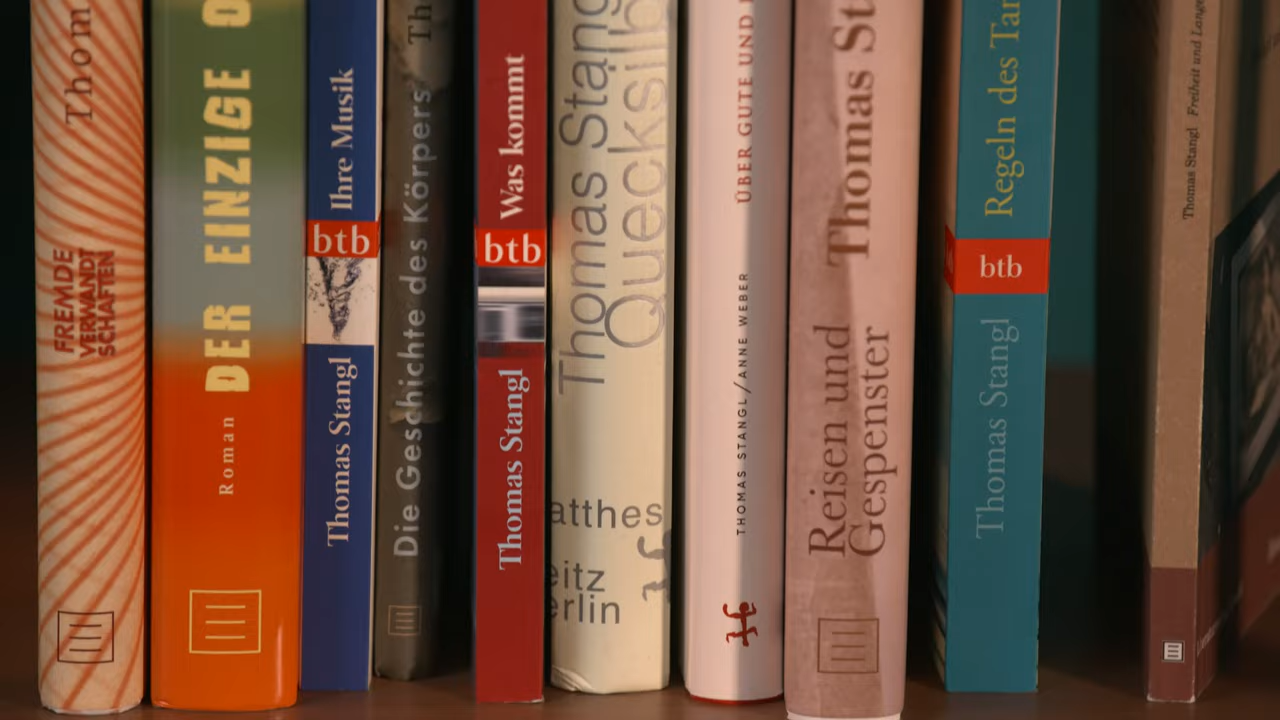 FREMDE
VERWANDT
SCHAFTEN
Thom
Roman
DER EINZIGE O
Thomas Stangl
btb
Ihre Musik
Die Geschichte des Körpers Th
Thomas Stangl
btb
Was kommt
Thomas Stang
Quecksilb
atthes
eitz
erlin
THOMAS STANGL/ANNE WEBER
ÜBER GUTE UND
Reisen und
Gespenster
Thomas St
Thomas Stangl
btb
Regeln des Tan
Thomas Stangl Freiheit und Lange